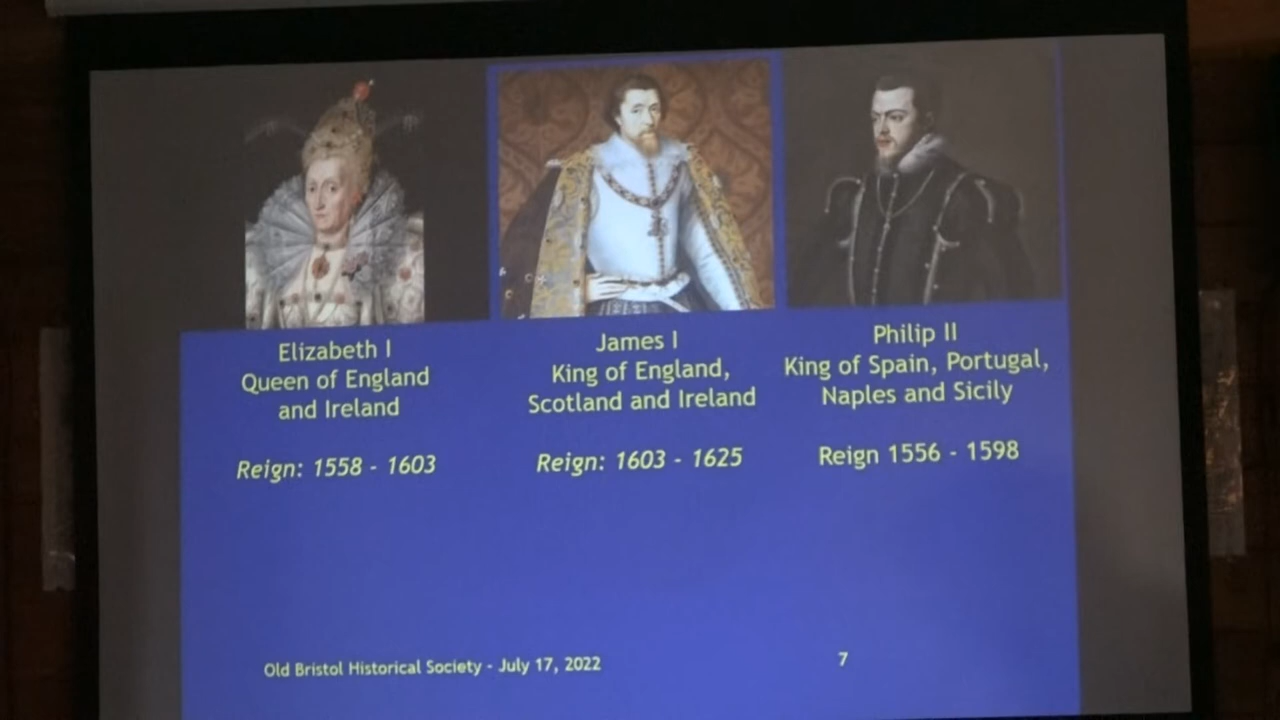 Elizabeth I
Queen of England
and Ireland
Reign: 1558 - 1603
James I
King of England,
Scotland and Ireland
Reign: 1603 - 1625
Philip II
King of Spain, Portugal,
Naples and Sicily
Reign 1556 - 1598
Old Bristol Historical Society - July 17, 2022
7